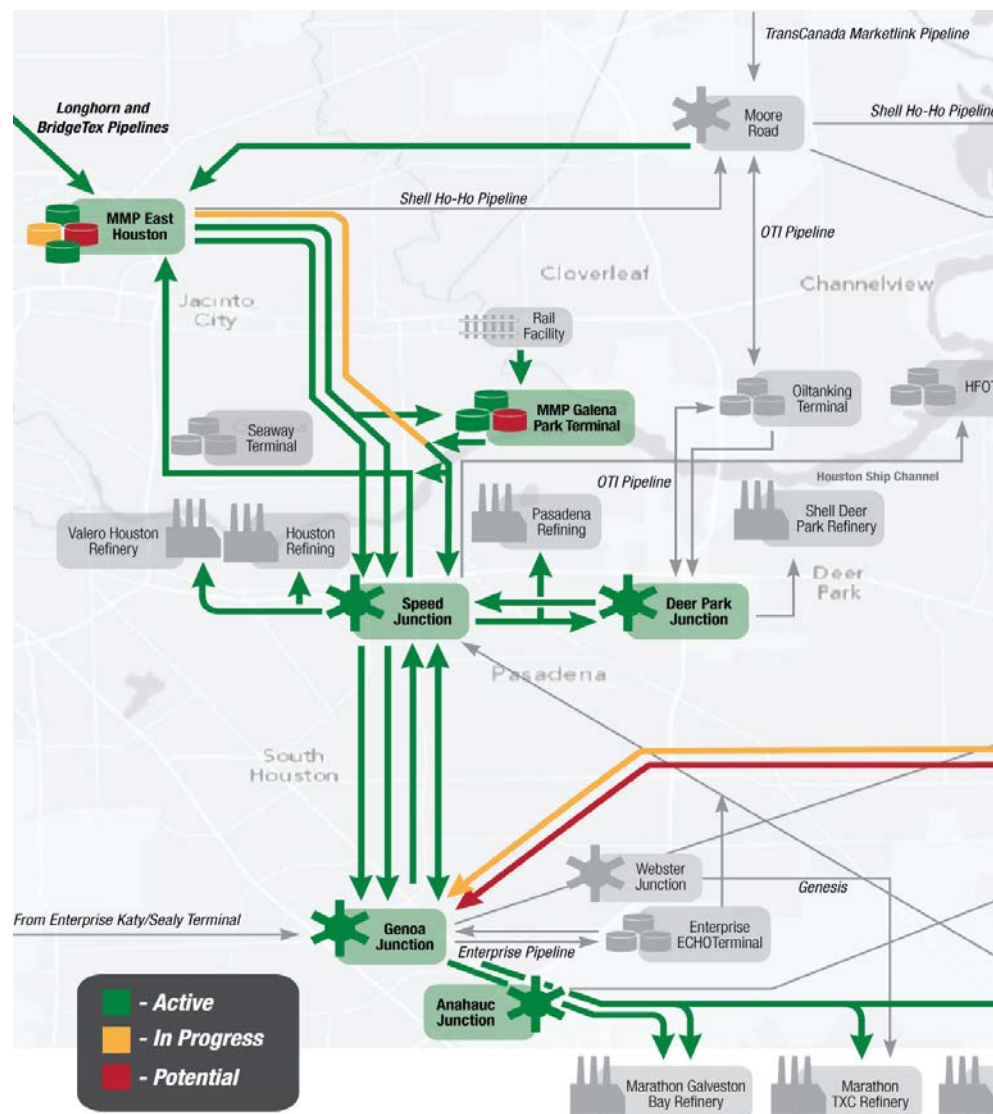 TransCanada Marketlink Pipeline
Longhorn and
BridgeTex Pipelines
Moore
Road
Shell Ho-Ho Pipeline
MMP East
Houston
Shell Ho-Ho Pipeline
OTI Pipeline
Cloverleaf
Channelview
Jacinto
City
Rail
Facility
MMP Galena
Park Terminal
Oiltanking
Terminal
HFOT
Seaway
Terminal
Houston Ship Channel
OTI Pipeline
Valero Houston
Refinery
Houston
Refining
Pasadena
Refining
Shell Deer
Park Refinery
Deer
Park
Speed
Junction
Deer Park
Junction
Pasadena
South
Houston
Webster
Junction
Genesis
From Enterprise Katy/Sealy Terminal
Genoa
Junction
Enterprise
ECHOTerminal
Enterprise Pipeline
Anahauc
Junction
- Active
- In Progress
- Potential
Marathon Galveston
Bay Refinery
Marathon
TXC Refinery